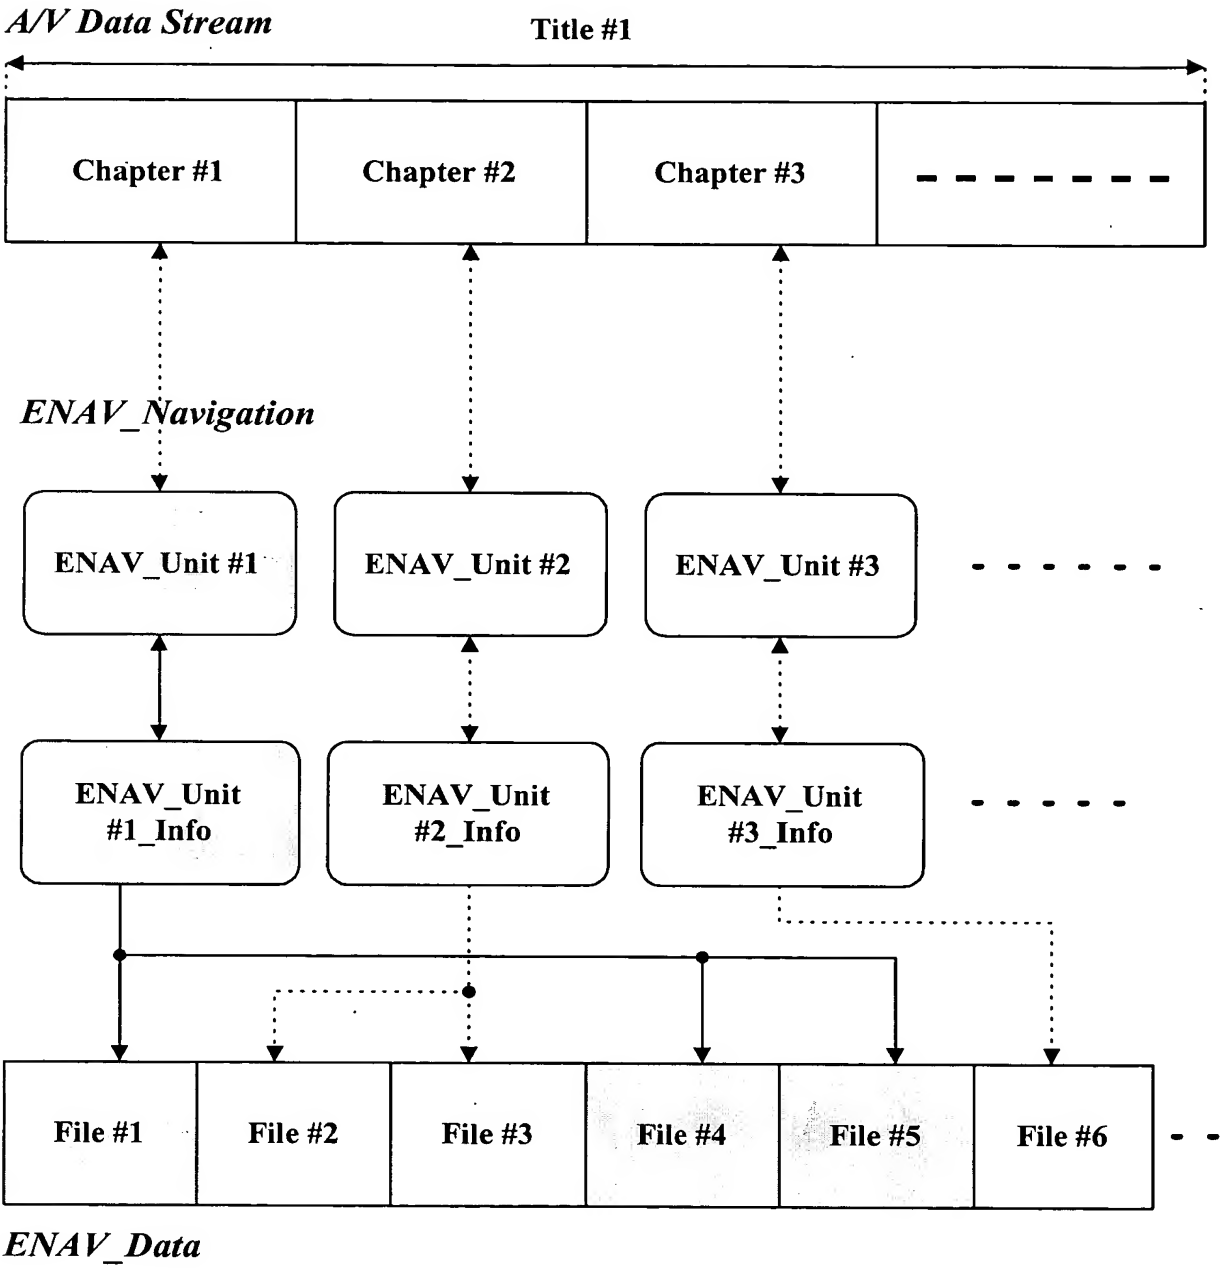 A/V Data Stream
Title #1
Chapter #1
Chapter #2
Chapter #3
ENAV_Navigation
ENAV_Unit #1
ENAV_Unit #2
ENAV_Unit #3
ENAV_Unit
#1_Info
ENAV_Unit
#2_Info
ENAV_Unit
#3_Info
File #1
File #2
File #3
File #4
File #5
File #6
ENAV_Data